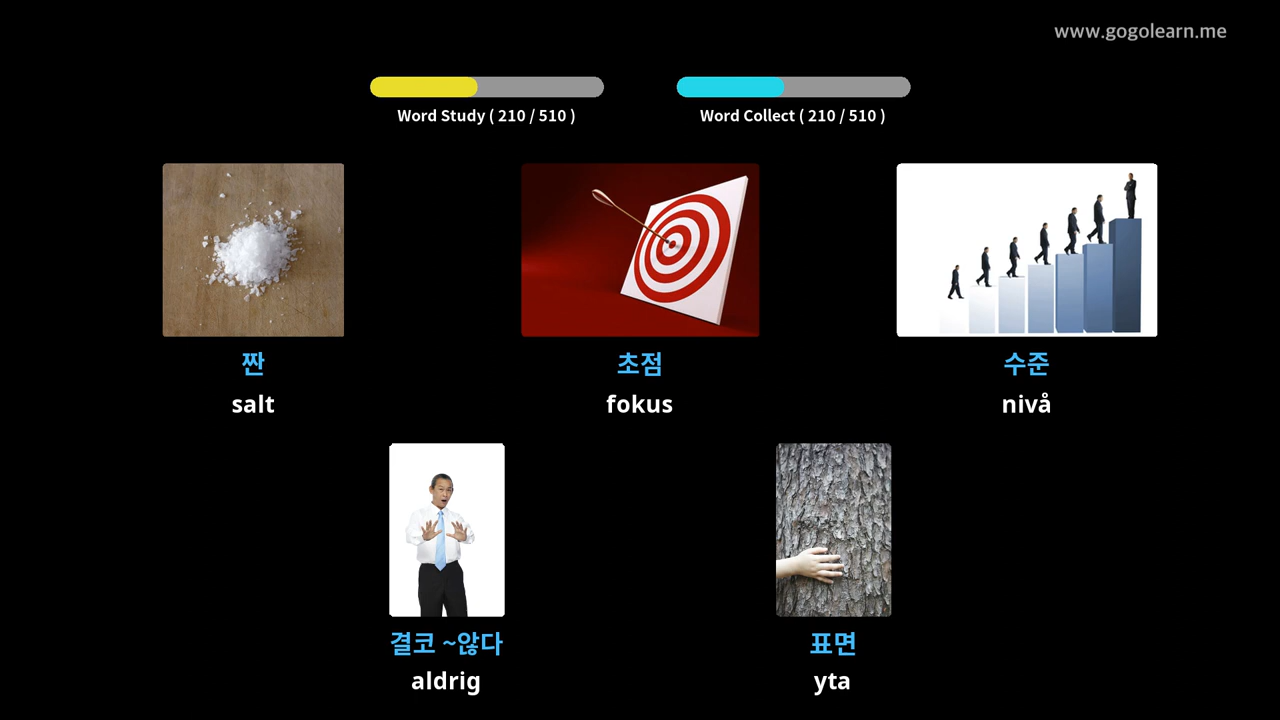 www.gogolearn.me
Word Study ( 210 / 510 )
Word Collect ( 210 / 510 )
짠
salt
초점
fokus
수준
nivå
결코 ~않다
aldrig
표면
yta